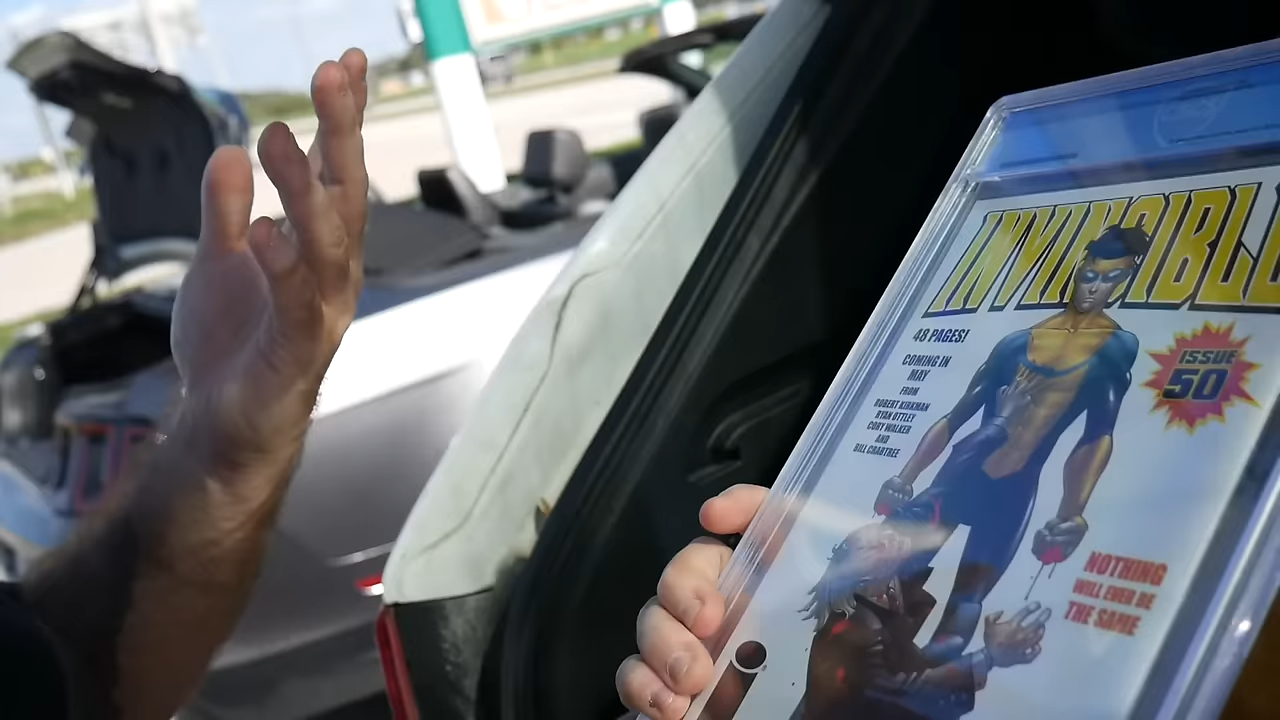 INVINCIBLE
48 PAGES!
COMING IN
MAY
FROM
ROBERT KIRKMAN
RYAN OTTLEY
CORY WALKER
AND
BILL CRABTREE
ISSUE
50
NOTHING
WILL EVER BE
THE SAME